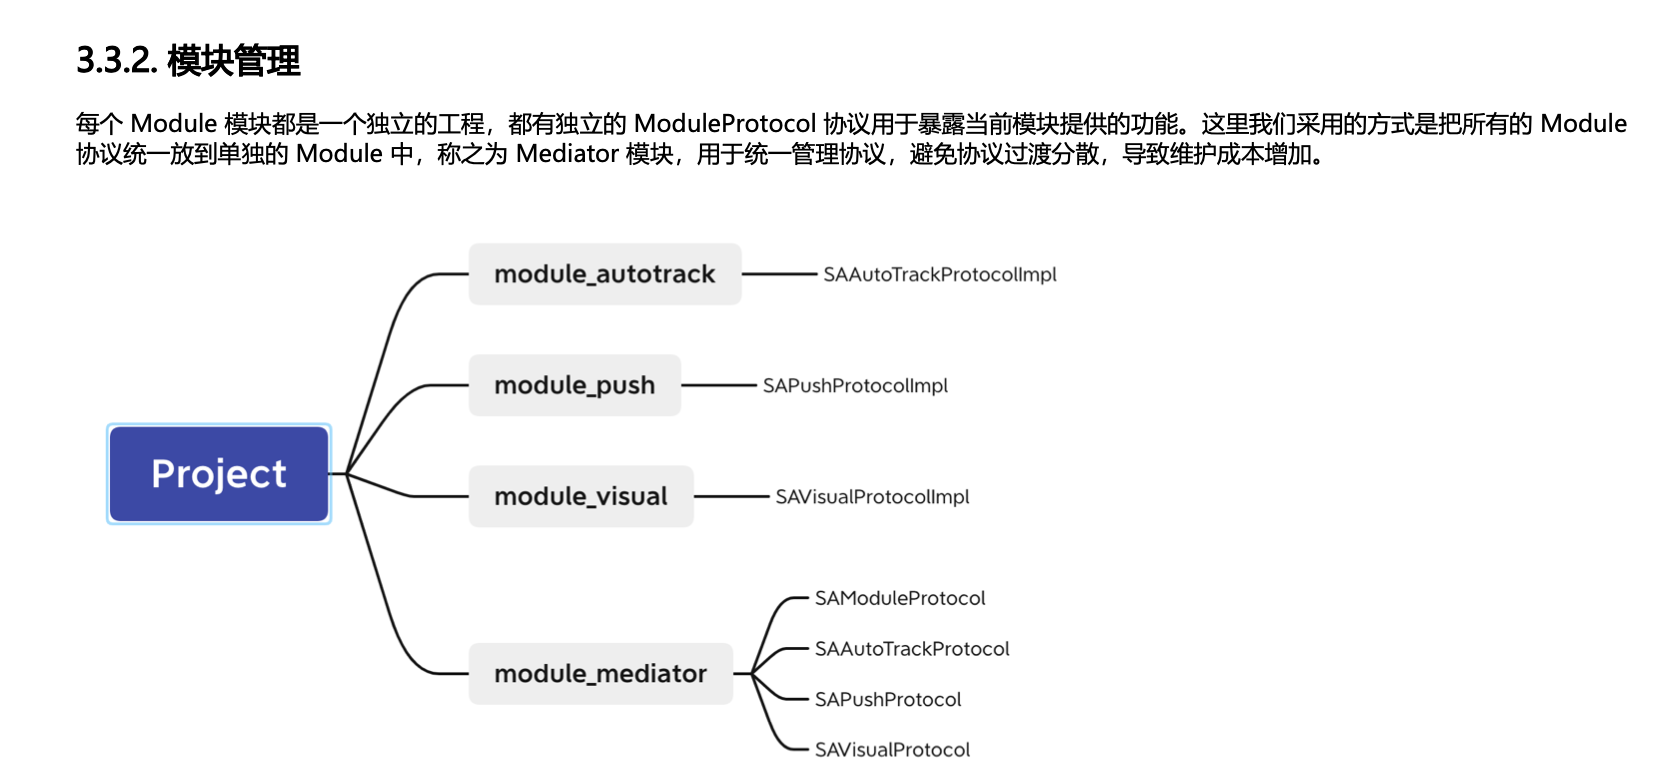 3.3.2. 模块管理
每个 Module 模块都是一个独立的工程，都有独立的 ModuleProtocol 协议用于暴露当前模块提供的功能。这里我们采用的方式是把所有的 Module
协议统一放到单独的 Module 中，称之为 Mediator 模块，用于统一管理协议，避免协议过渡分散，导致维护成本增加。
module_autotrack
SAAutoTrackProtocolImpl
module_push
SAPushProtocolImpl
Project
module_visual
SAVisualProtocolImpl
module_mediator
SAModuleProtocol
SAAutoTrackProtocol
SAPushProtocol
SAVisualProtocol